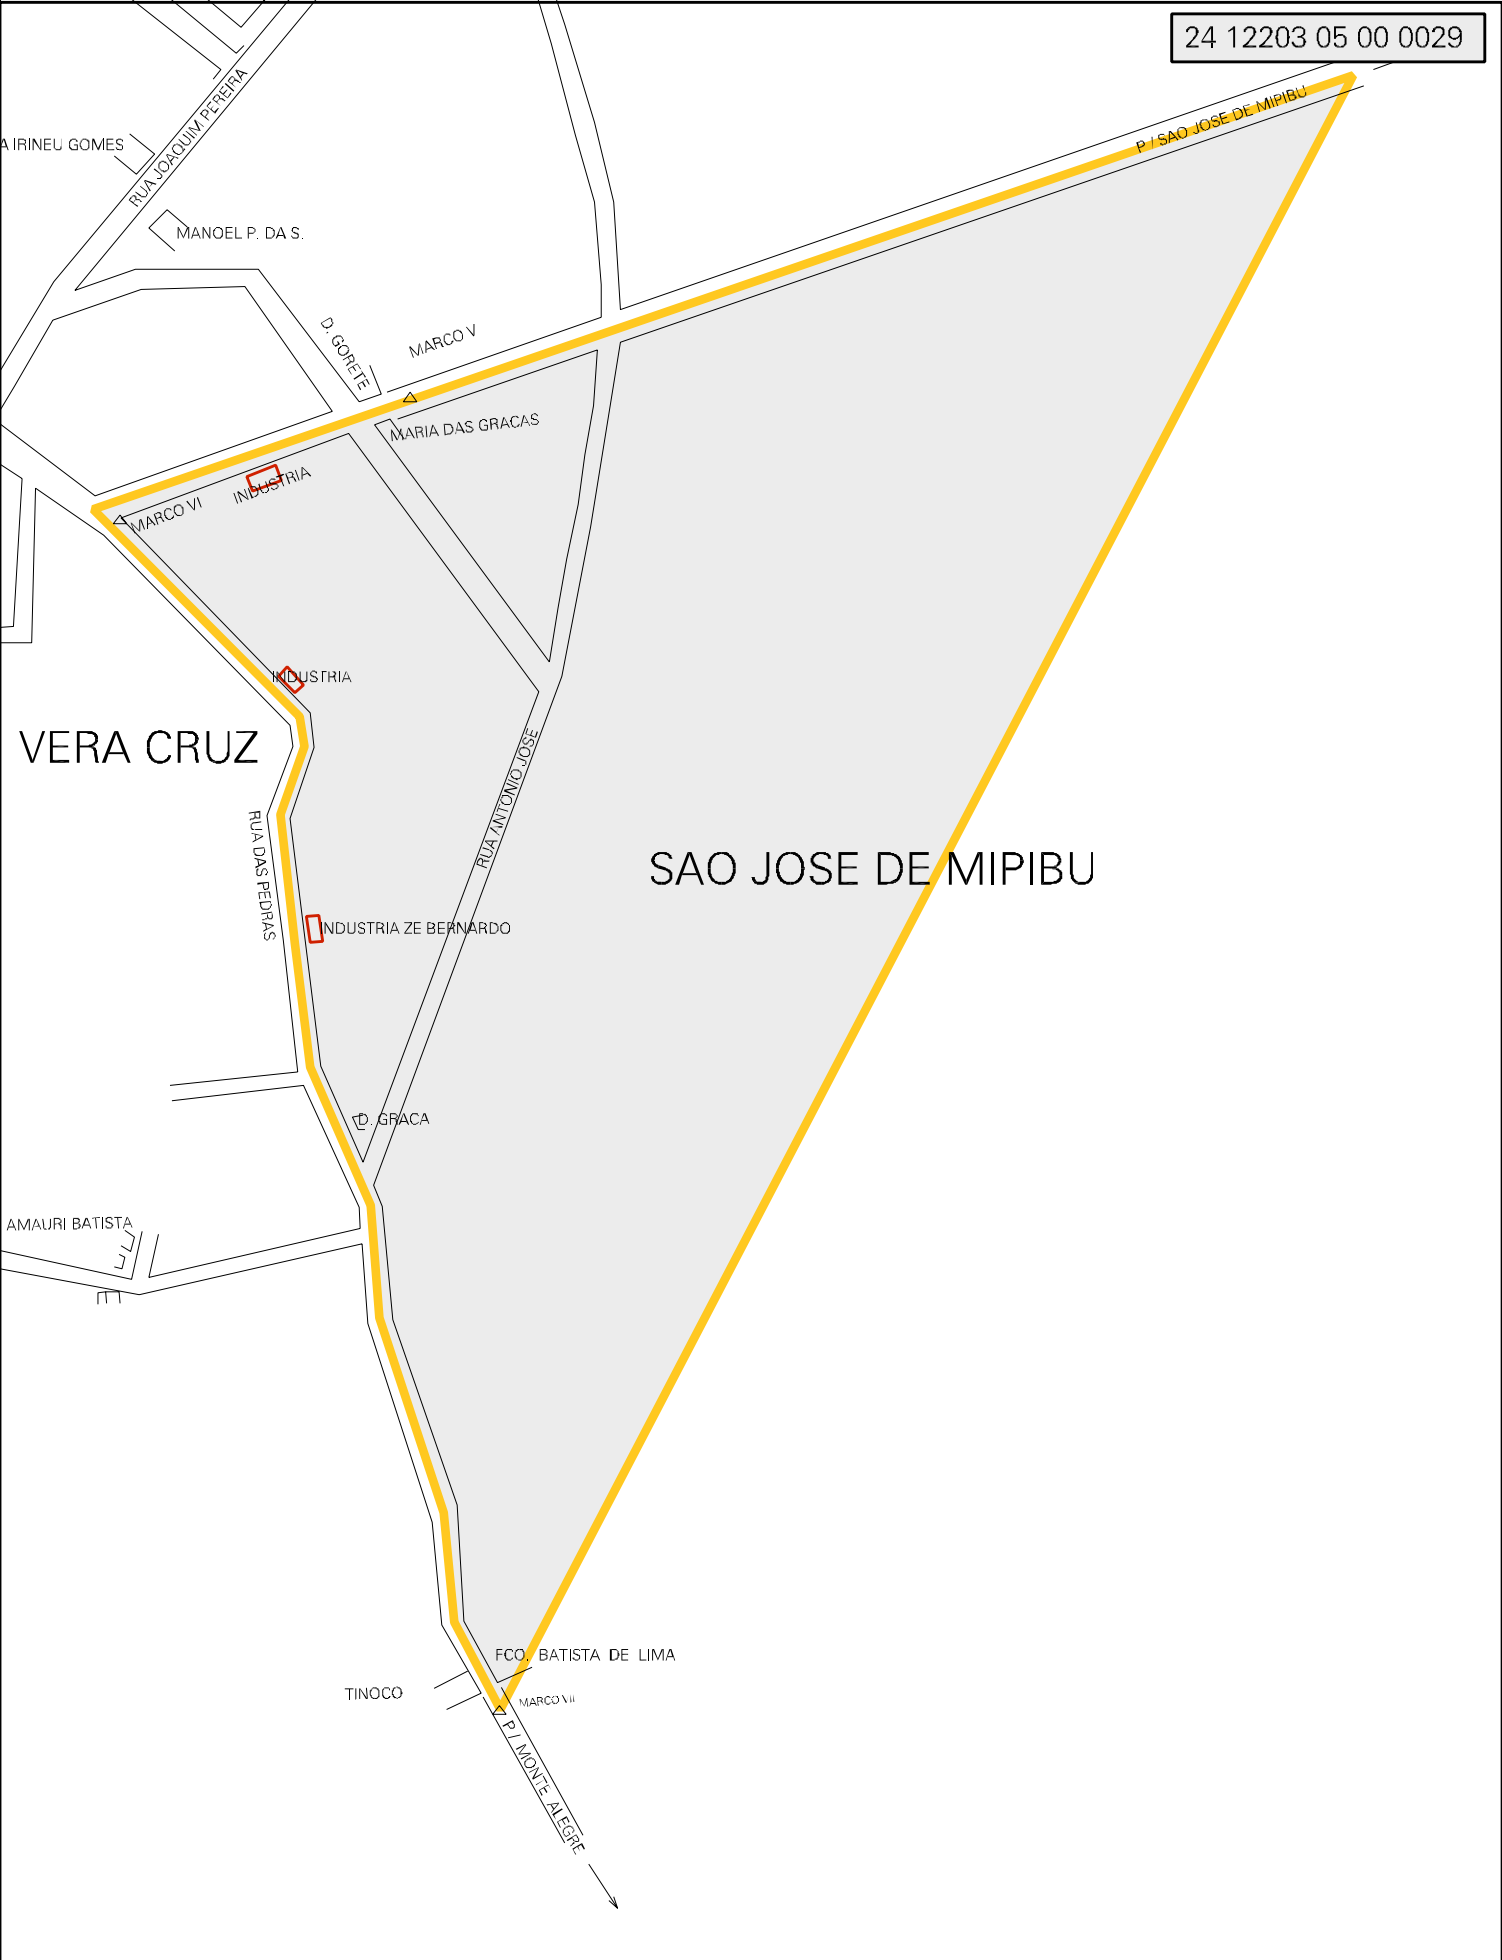 24 12203 05 00 0029
RUA JOAQUIM PEREIRA
P / SAO JOSE DE MIPIBU
A IRINEU GOMES
MANOEL P. DA S.
D. GORETE
MARCO V
MARIA DAS GRACAS
INDUSTRIA
MARCO VI
INDUSTRIA
VERA CRUZ
RUA ANTONIO JOSE
RUA DAS PEDRAS
SAO JOSE DE MIPIBU
INDUSTRIA ZE BERNARDO
D. GRACA
AMAURI BATISTA
FCO. BATISTA DE LIMA
TINOCO
MARCO VII
P / MONTE ALEGRE